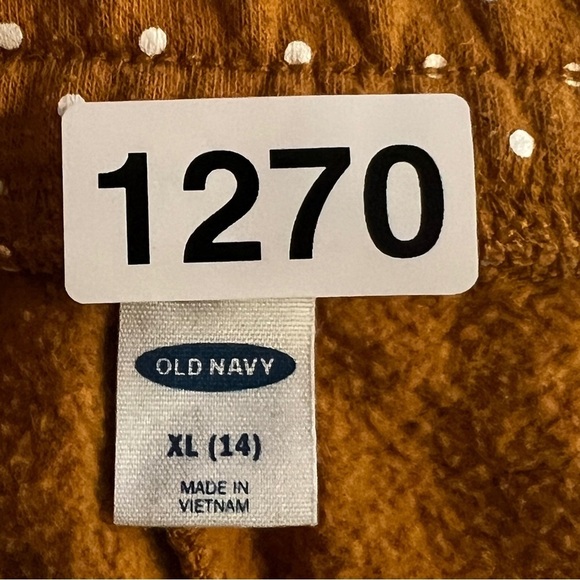 1270
OLD NAVY
XL (14)
MADE IN
VIETNAM